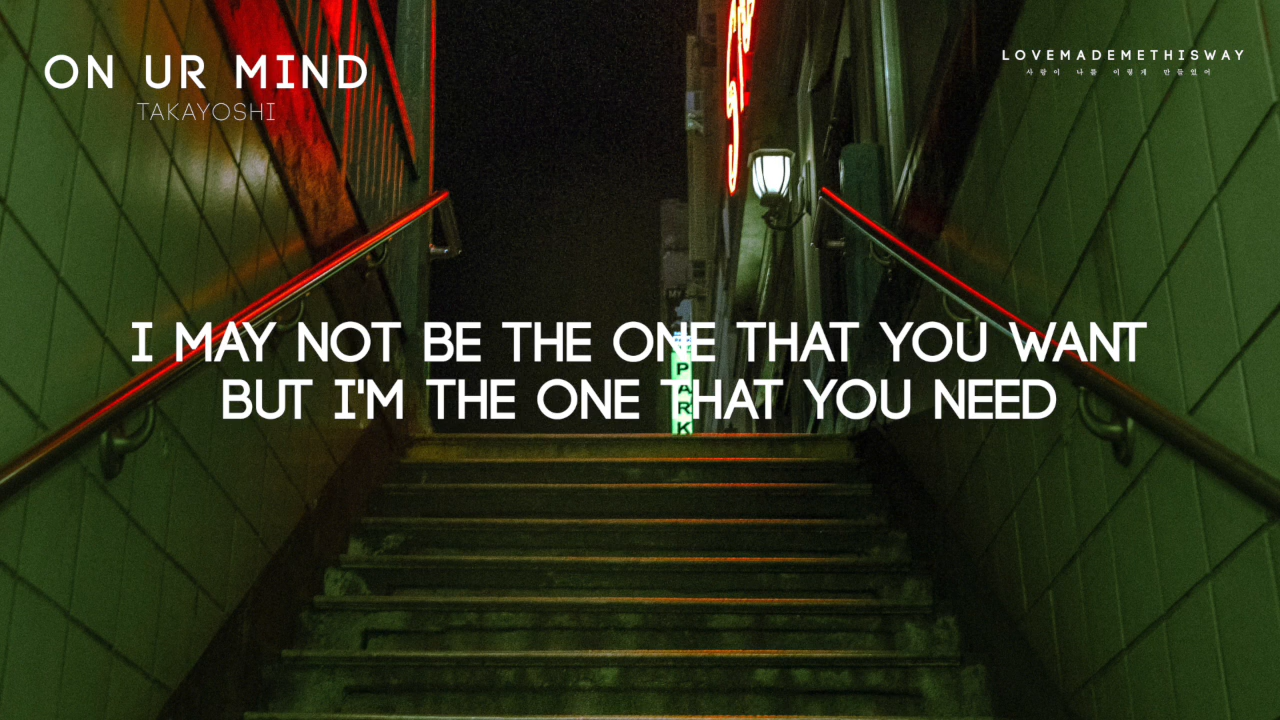 ON UR MIND
TAKAYOSHI
LOVEMADEMETHISWAY
사랑이 나를 이렇게 만들었어
I MAY NOT BE THE ONE THAT YOU WANT
BUT I'M THE ONE THAT YOU NEED
PARK